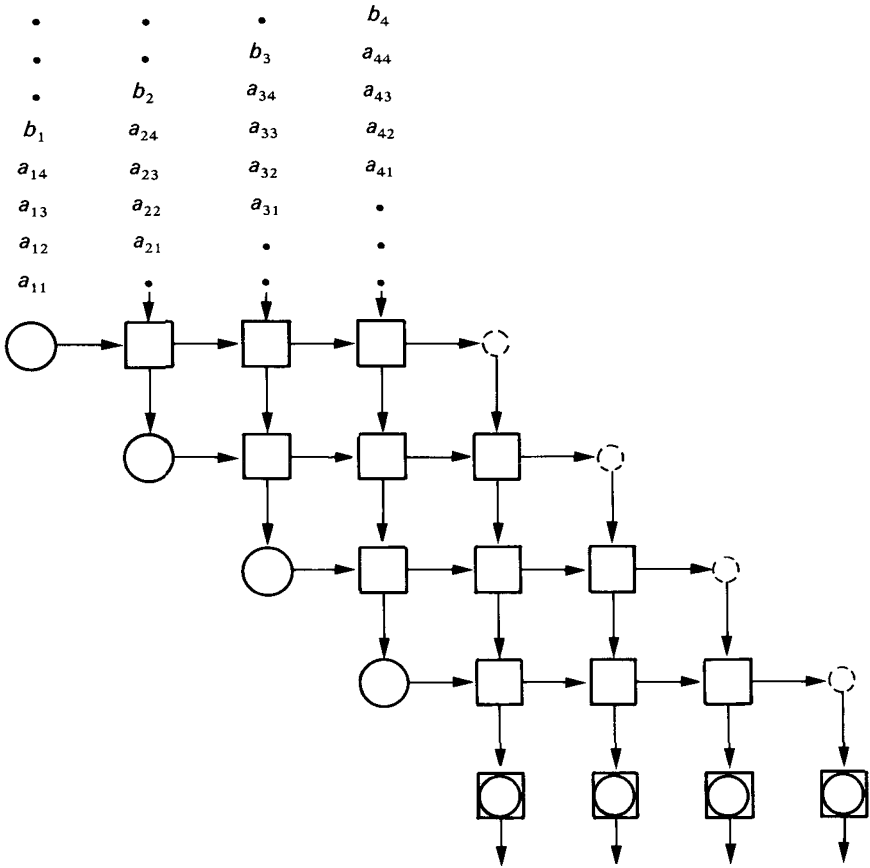 • • • b₄
• • b₃ a₄₄
• b₂ a₃₄ a₄₃
b₁ a₂₄ a₃₃ a₄₂
a₁₄ a₂₃ a₃₂ a₄₁
a₁₃ a₂₂ a₃₁ •
a₁₂ a₂₁ • •
a₁₁ • • •